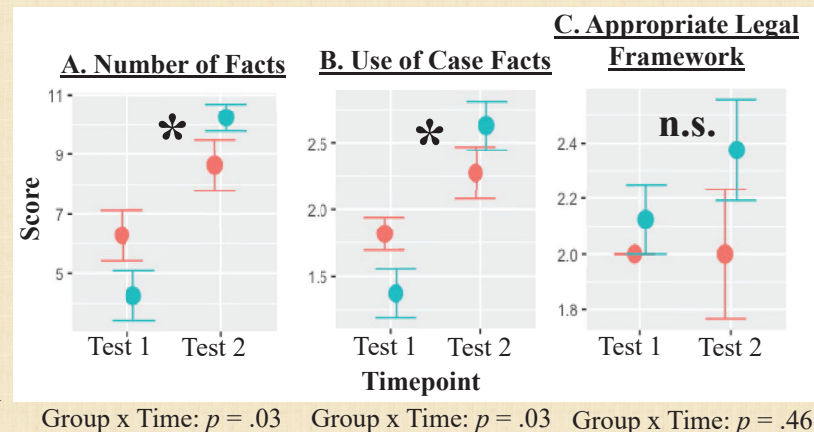 A. Number of Facts
B. Use of Case Facts
C. Appropriate Legal
Framework
Score
11
9
7
5
*
Test 1
Test 2
2.5
2.0
1.5
*
Test 1
Test 2
2.4
2.2
2.0
1.8
n.s.
Test 1
Test 2
Timepoint
Group x Time: p = .03
Group x Time: p = .03
Group x Time: p = .46